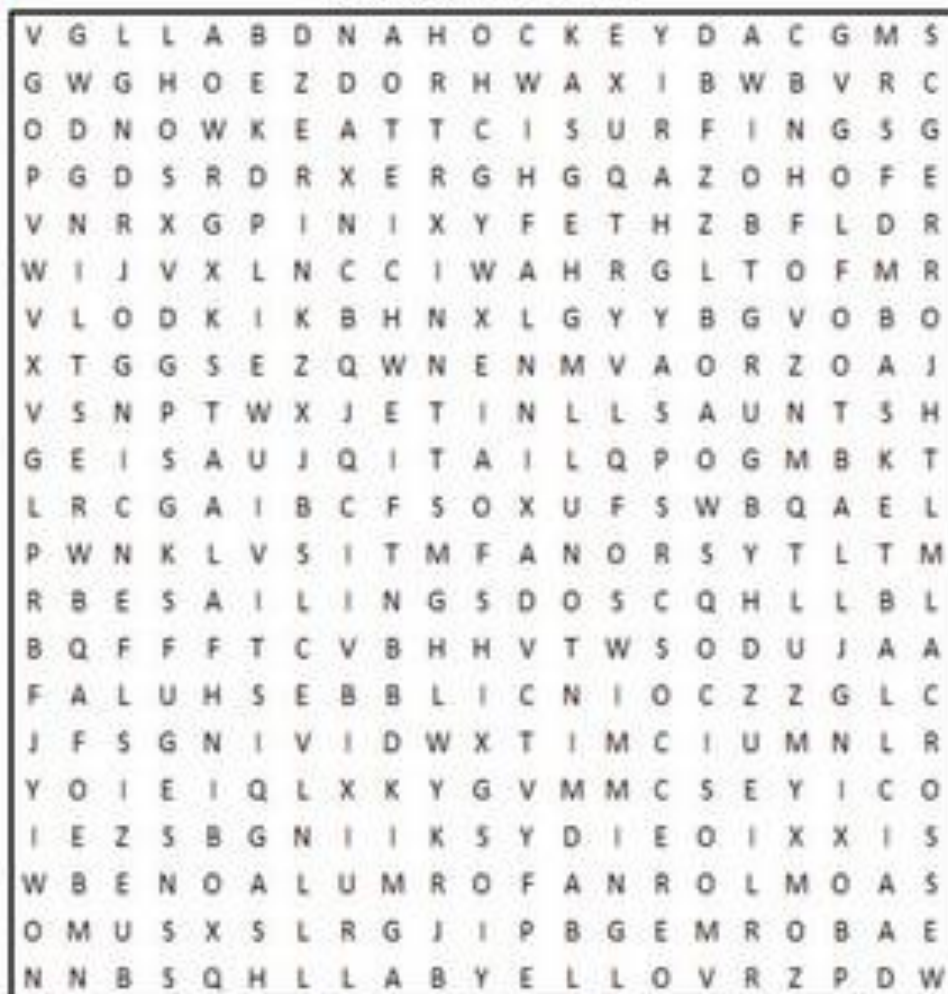 V G L L A B D N A H O C K E Y D A C G M S
G W G H O E Z D O R H W A X I B W B V R C
O D N O W K E A T T C I S U R F I N G S G
P G D S R D R X E R G H G Q A Z O H O F E
V N R X G P I N I X Y F E T H Z B F L D R
W I J V X L N C C I W A H R G L T O F M R
V L O D K I K B H N X L G Y Y B G V O B O
X T G G S E Z Q W N E N M V A O R Z O A J
V S N P T W X J E T I N L L S A U N T S H
G E I S A U J Q I T A I L Q P O G M B K T
L R C G A I B C F S O X U F S W B Q A E L
P W N K L V S I T M F A N O R S Y T L T M
R B E S A I L I N G S D O S C Q H L L B L
B Q F F F T C V B H H V T W S O D U J A A
F A L U H S E B B L I C N I O C Z Z G L C
J F S G N I V I D W X T I M C I U M N L R
Y O I E I Q L X K Y G V M M C S E Y I C O
I E Z S B G N I I K S Y D I E O I X X I S
W B E N O A L U M R O F A N R O L M O A S
O M U S X S L R G J I P B G E M R O B A E
N N B S Q H L L A B Y E L L O V R Z P D W